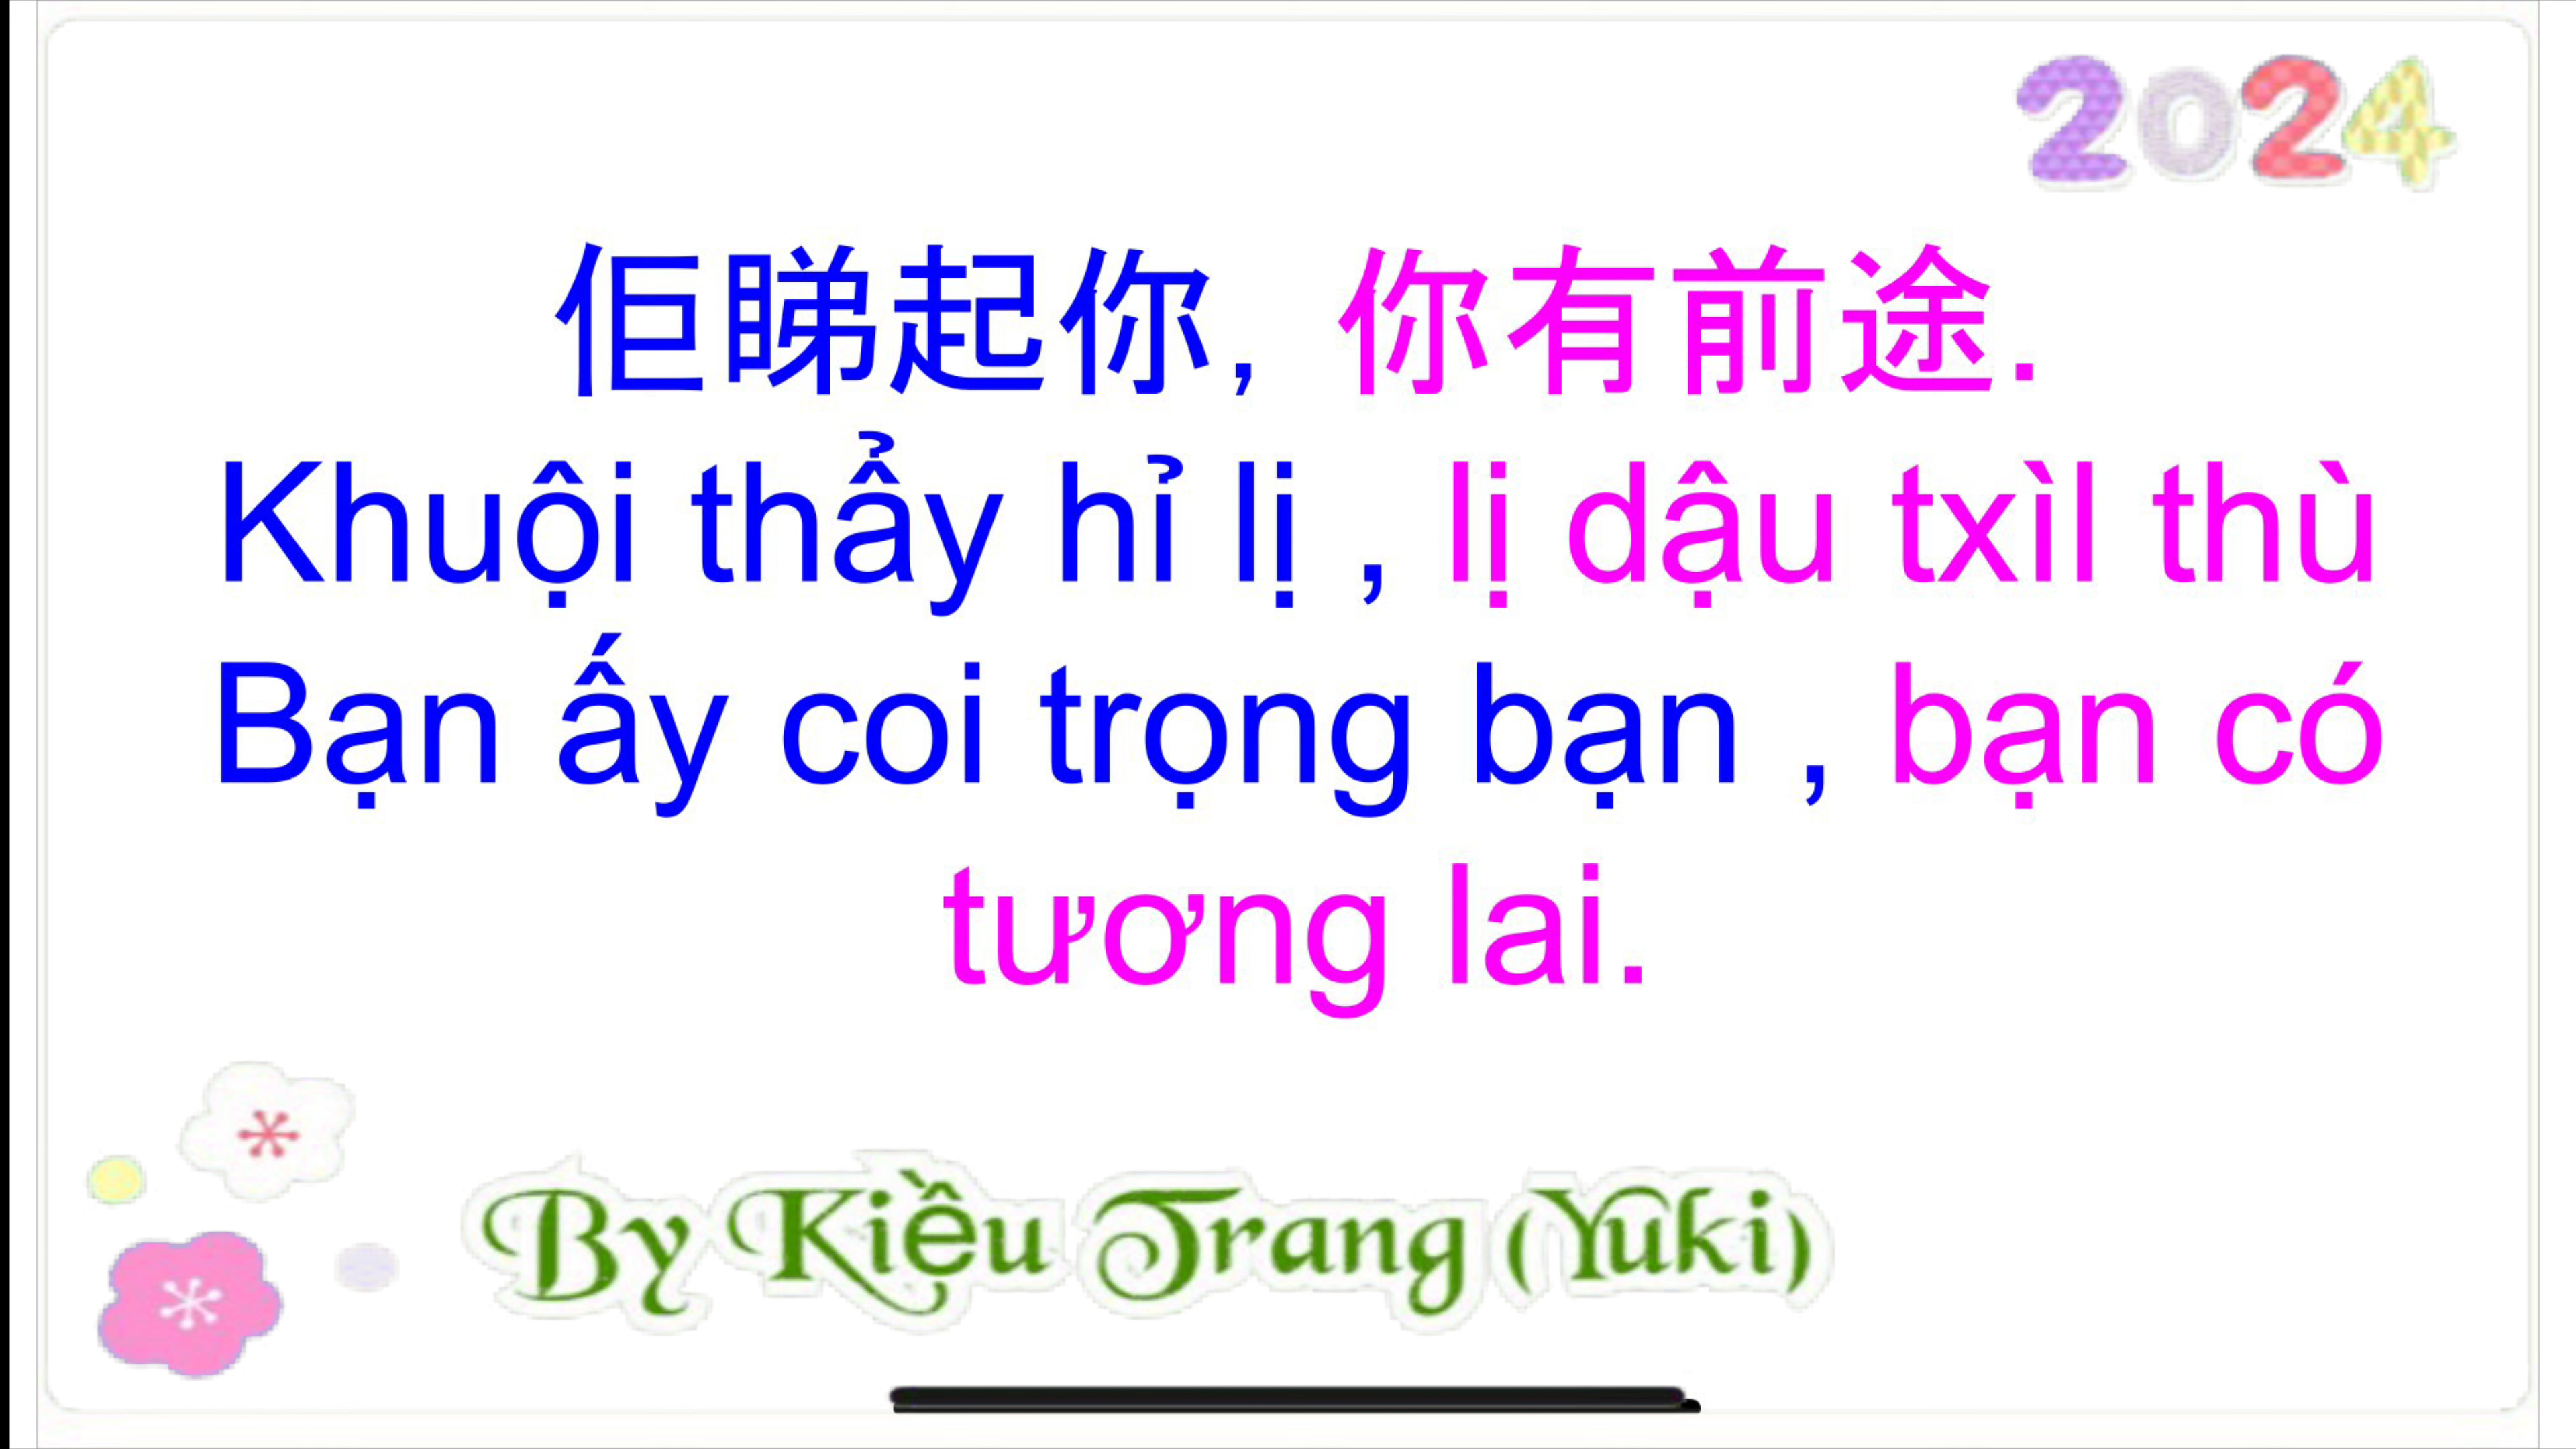 2024
佢睇起你, 你有前途.
Khuội thẩy hỉ lị , lị dậu txìl thù
Bạn ấy coi trọng bạn , bạn có
tương lai.
By Kiều Trang (Yuki)